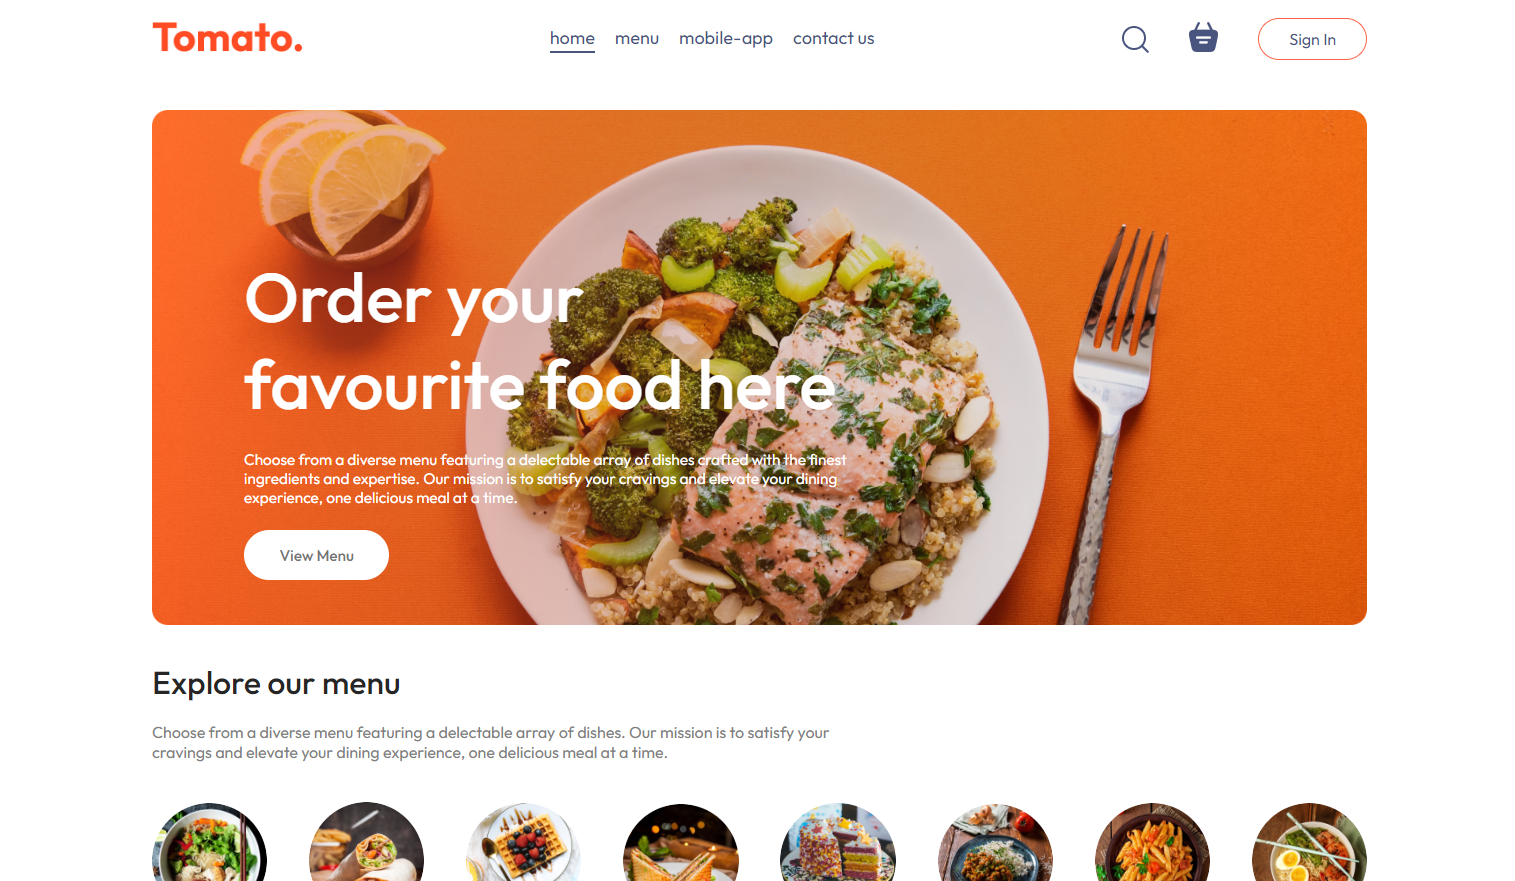 Tomato.
home menu mobile-app contact us
Sign In
Order your
favourite food here
Choose from a diverse menu featuring a delectable array of dishes crafted with the finest
ingredients and expertise. Our mission is to satisfy your cravings and elevate your dining
experience, one delicious meal at a time.
View Menu
Explore our menu
Choose from a diverse menu featuring a delectable array of dishes. Our mission is to satisfy your
cravings and elevate your dining experience, one delicious meal at a time.